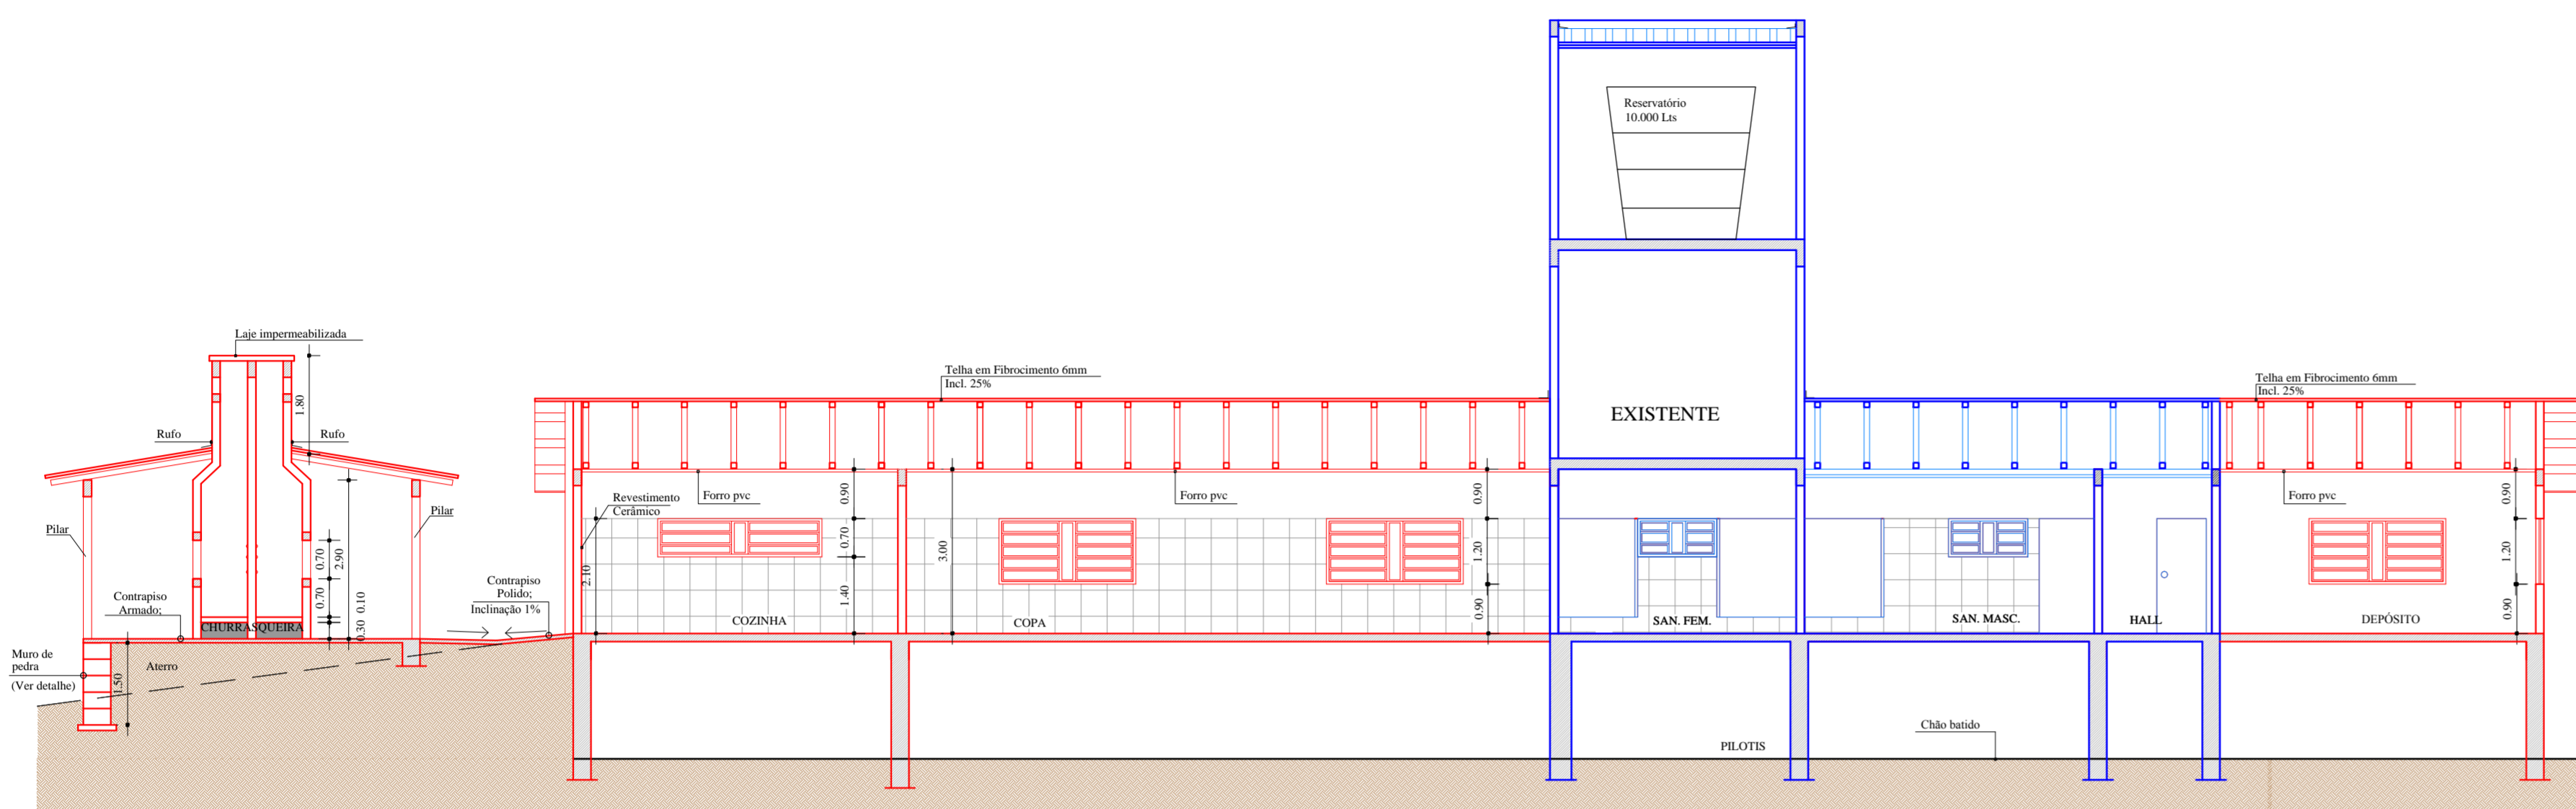 Reservatório
10.000 Lts
Laje impermeabilizada
1.80
Telha em Fibrocimento 6mm
Incl. 25%
EXISTENTE
Telha em Fibrocimento 6mm
Incl. 25%
Rufo
Rufo
Pilar
Pilar
Revestimento
Cerâmico
Forro pvc
0.90
Forro pvc
0.90
Forro pvc
0.90
0.70
2.90
0.70
0.10
0.30
2.10
0.70
1.40
3.00
1.20
0.90
1.20
0.90
Contrapiso
Armado;
Contrapiso
Polido;
Inclinação 1%
CHURRASQUEIRA
COZINHA
COPA
SAN. FEM.
SAN. MASC.
HALL
DEPÓSITO
Muro de
pedra
(Ver detalhe)
Aterro
1.50
PILOTIS
Chão batido